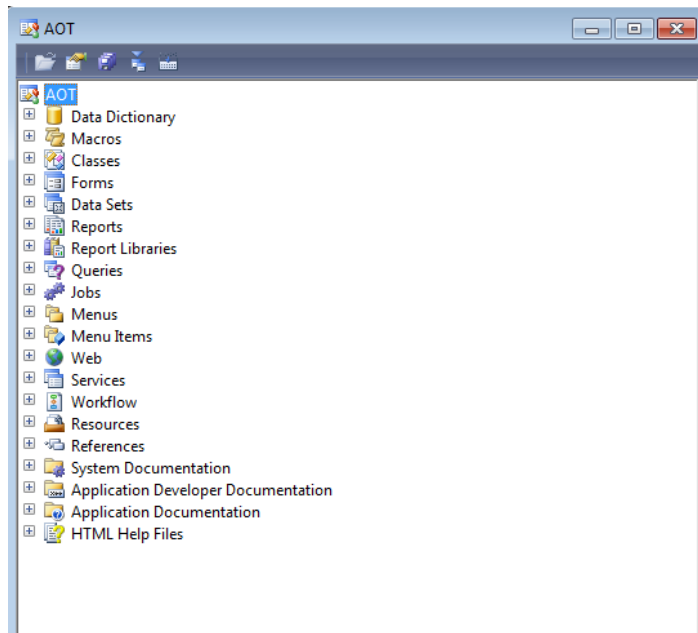 AOT
AOT
Data Dictionary
Macros
Classes
Forms
Data Sets
Reports
Report Libraries
Queries
Jobs
Menus
Menu Items
Web
Services
Workflow
Resources
References
System Documentation
Application Developer Documentation
Application Documentation
HTML Help Files